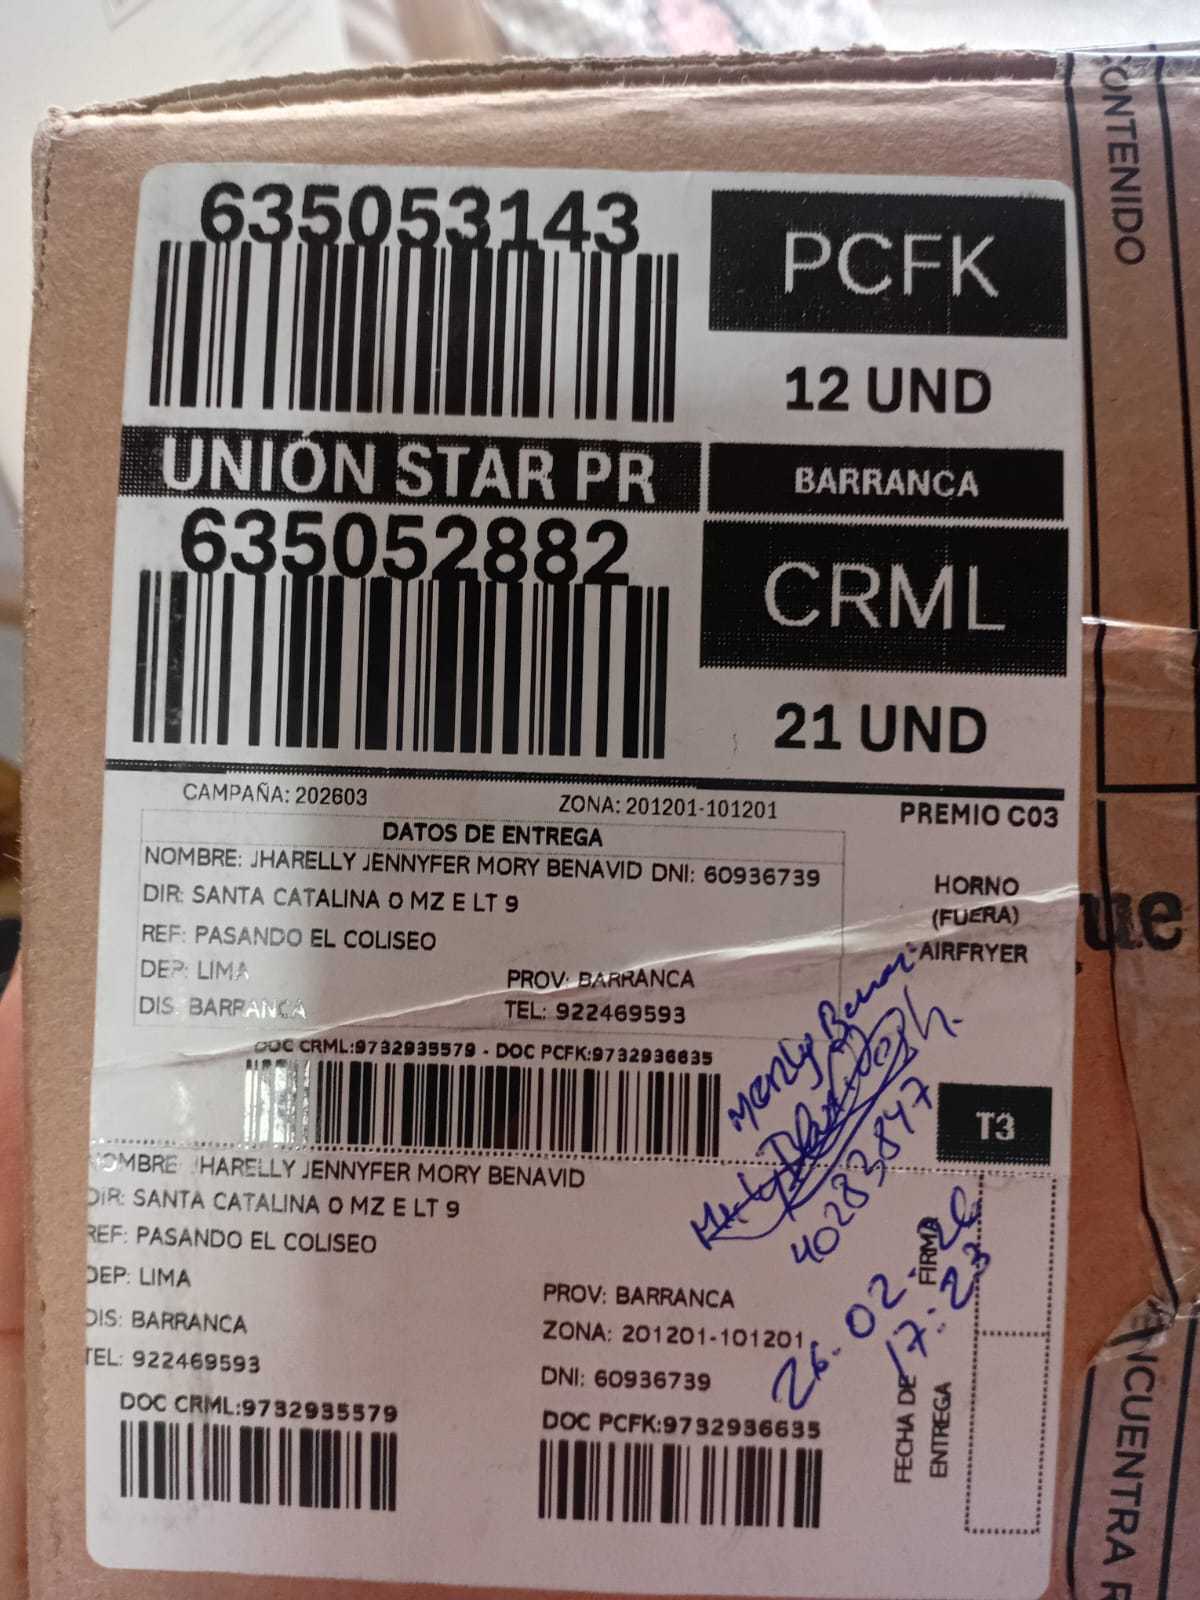 CONTENIDO
635053143
PCFK
12 UND
UNIÓN STAR PR
BARRANCA
635052882
CRML
21 UND
CAMPAÑA: 202603
ZONA: 201201-101201
PREMIO C03
DATOS DE ENTREGA
NOMBRE: JHARELLY JENNYFER MORY BENAVID DNI: 60936739
DIR: SANTA CATALINA O MZ E LT 9
REF: PASANDO EL COLISEO
DEP: LIMA
PROV: BARRANCA
DIS: BARRANCA
TEL: 922469593
HORNO
(FUERA)
AIRFRYER
ue
DOC CRML:9732935579 - DOC PCFK:9732936635
40283847
T3
NOMBRE: JHARELLY JENNYFER MORY BENAVID
DIR: SANTA CATALINA O MZ E LT 9
REF: PASANDO EL COLISEO
DEP: LIMA
PROV: BARRANCA
DIS: BARRANCA
ZONA: 201201-101201
TEL: 922469593
DNI: 60936739
DOC CRML:9732935579
DOC PCFK:9732936635
26.02.26
17:23
FIRMA
FECHA DE
ENTREGA
ENCUENTRA